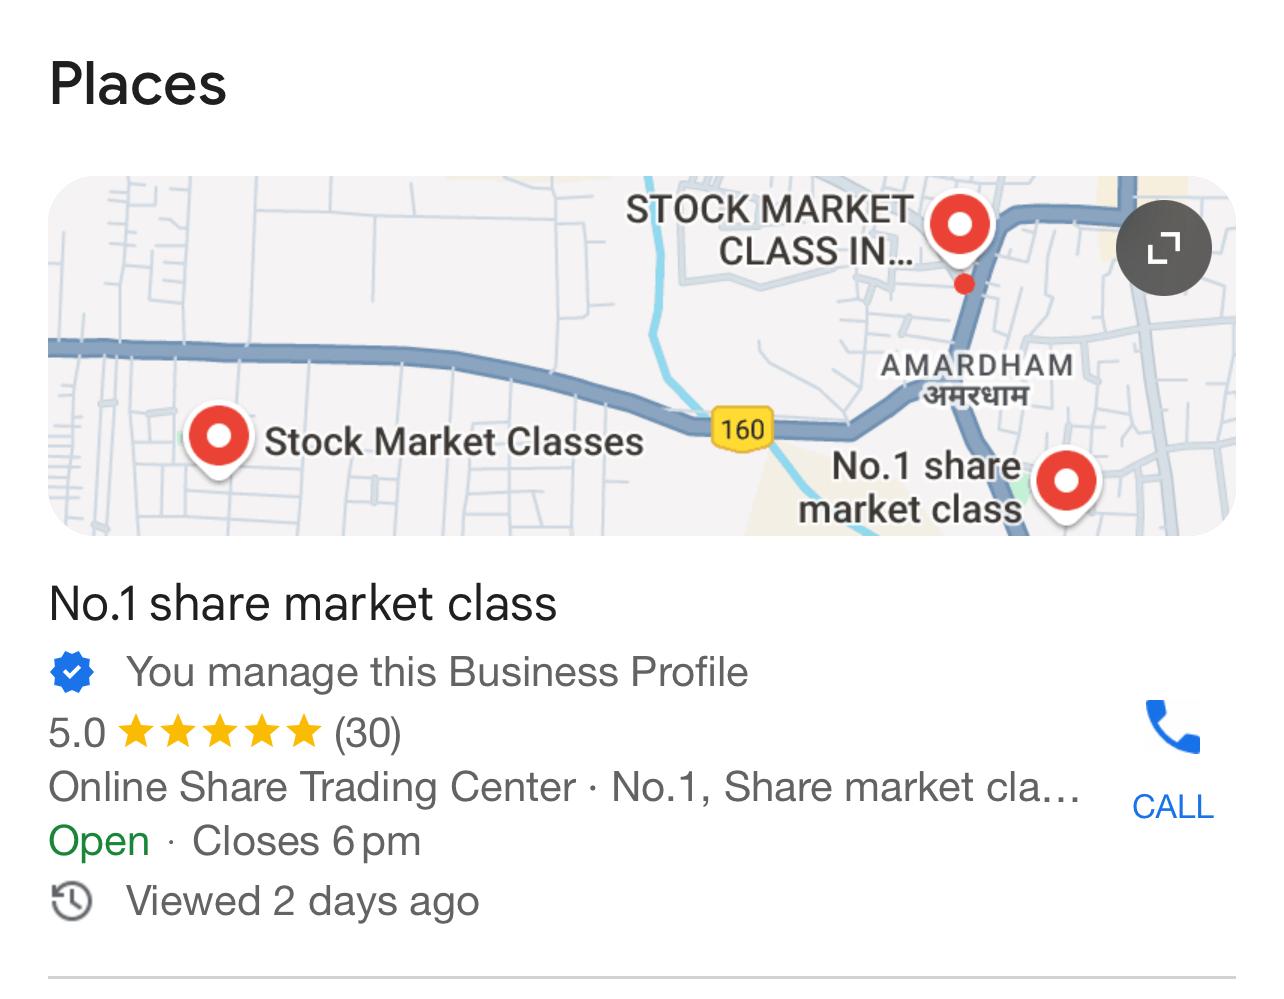 Places
STOCK MARKET
CLASS IN...
AMARDHAM
अमरधाम
160
Stock Market Classes
No.1 share
market class
No.1 share market class
You manage this Business Profile
5.0 (30)
Online Share Trading Center · No.1, Share market cla...
CALL
Open · Closes 6 pm
Viewed 2 days ago